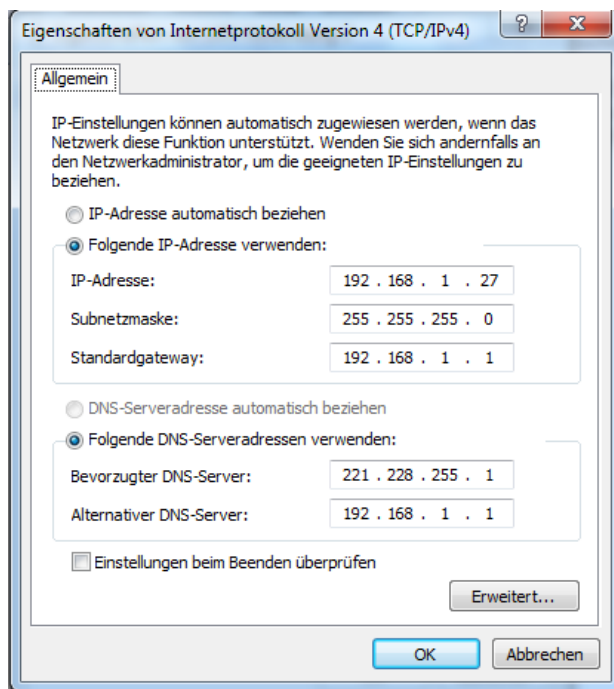 Eigenschaften von Internetprotokoll Version 4 (TCP/IPv4)
?
X
Allgemein
IP-Einstellungen können automatisch zugewiesen werden, wenn das
Netzwerk diese Funktion unterstützt. Wenden Sie sich andernfalls an
den Netzwerkadministrator, um die geeigneten IP-Einstellungen zu
beziehen.
IP-Adresse automatisch beziehen
Folgende IP-Adresse verwenden:
IP-Adresse: 192 . 168 . 1 . 27
Subnetzmaske: 255 . 255 . 255 . 0
Standardgateway: 192 . 168 . 1 . 1
DNS-Serveradresse automatisch beziehen
Folgende DNS-Serveradressen verwenden:
Bevorzugter DNS-Server: 221 . 228 . 255 . 1
Alternativer DNS-Server: 192 . 168 . 1 . 1
Einstellungen beim Beenden überprüfen
Erweitert...
OK Abbrechen